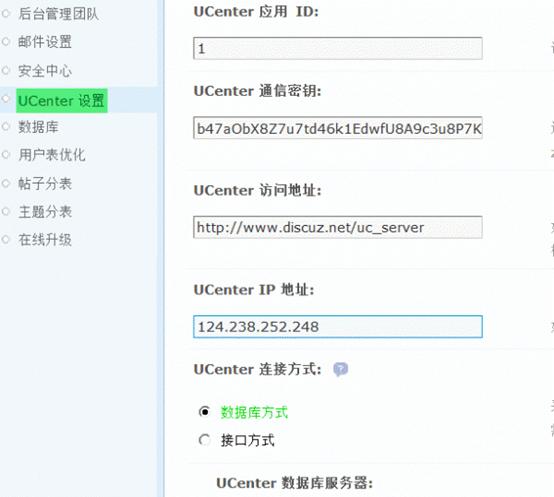 后台管理团队
邮件设置
安全中心
UCenter 设置
数据库
用户表优化
帖子分表
主题分表
在线升级
UCenter 应用 ID:
1
UCenter 通信密钥:
b47aObX8Z7u7td46k1EdwfU8A9c3u8P7K
UCenter 访问地址:
http://www.discuz.net/uc_server
UCenter IP 地址:
124.238.252.248
UCenter 连接方式:
数据库方式
接口方式
UCenter 数据库服务器: